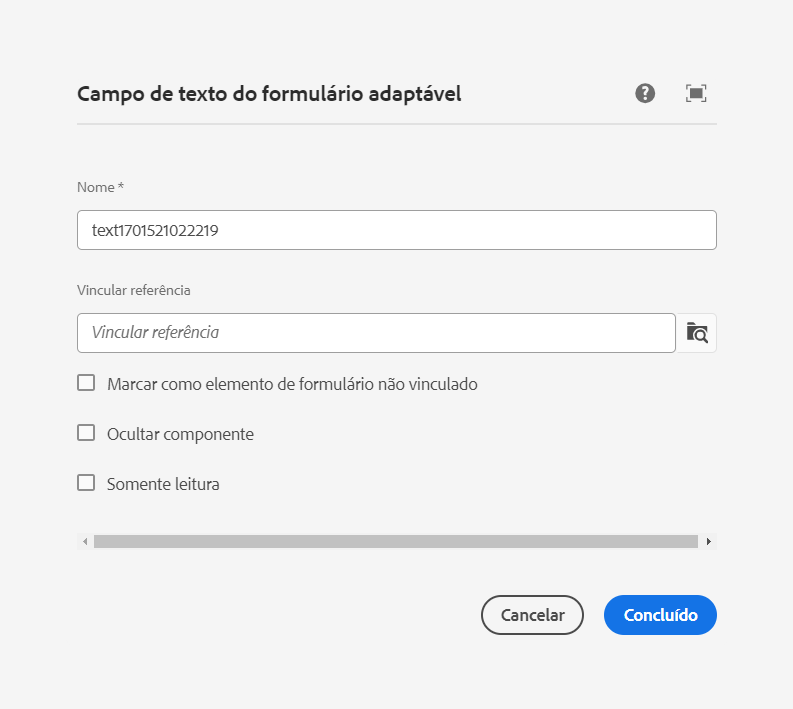 Campo de texto do formulário adaptável
Nome *
text1701521022219
Vincular referência
Vincular referência
Marcar como elemento de formulário não vinculado
Ocultar componente
Somente leitura
Cancelar
Concluído